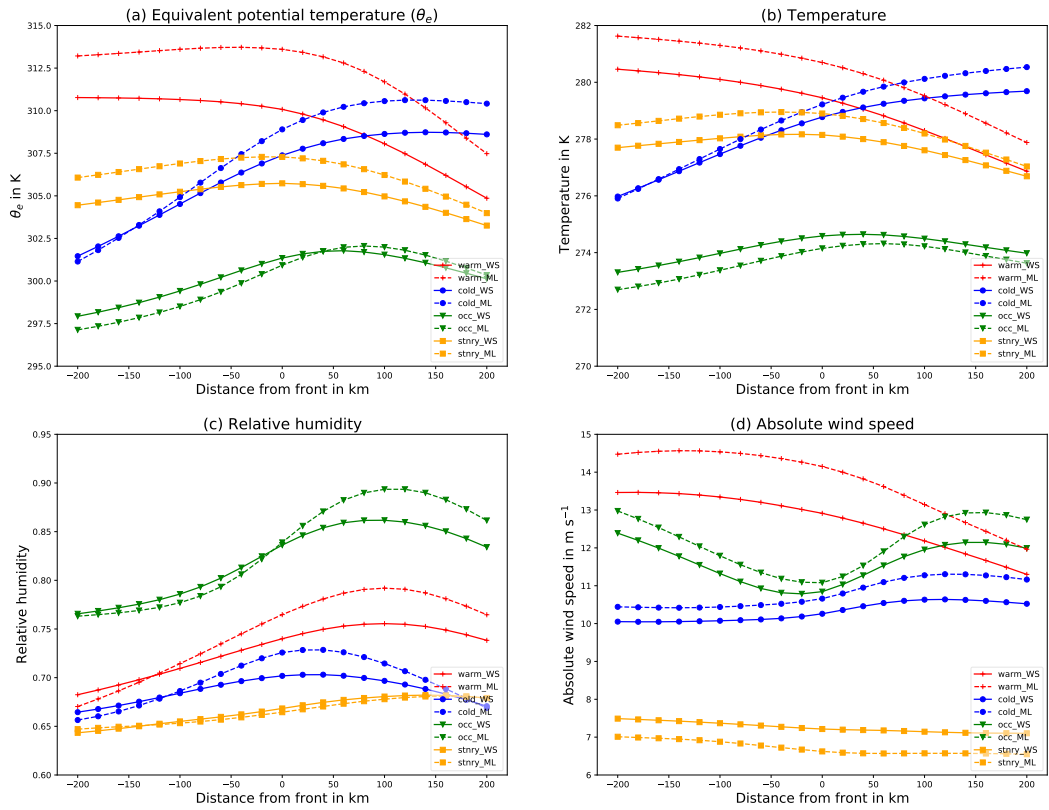 (a) Equivalent potential temperature (θe)
315.0
312.5
310.0
307.5
305.0
302.5
300.0
297.5
295.0
θe in K
−200 −150 −100 −50 0 50 100 150 200
Distance from front in km
warm_WS
warm_ML
cold_WS
cold_ML
occ_WS
occ_ML
stnry_WS
stnry_ML
(b) Temperature
282
280
278
276
274
272
270
Temperature in K
−200 −150 −100 −50 0 50 100 150 200
Distance from front in km
warm_WS
warm_ML
cold_WS
cold_ML
occ_WS
occ_ML
stnry_WS
stnry_ML
(c) Relative humidity
0.95
0.90
0.85
0.80
0.75
0.70
0.65
0.60
Relative humidity
−200 −150 −100 −50 0 50 100 150 200
Distance from front in km
warm_WS
warm_ML
cold_WS
cold_ML
occ_WS
occ_ML
stnry_WS
stnry_ML
(d) Absolute wind speed
15
14
13
12
11
10
9
8
7
6
Absolute wind speed in m s⁻¹
−200 −150 −100 −50 0 50 100 150 200
Distance from front in km
warm_WS
warm_ML
cold_WS
cold_ML
occ_WS
occ_ML
stnry_WS
stnry_ML